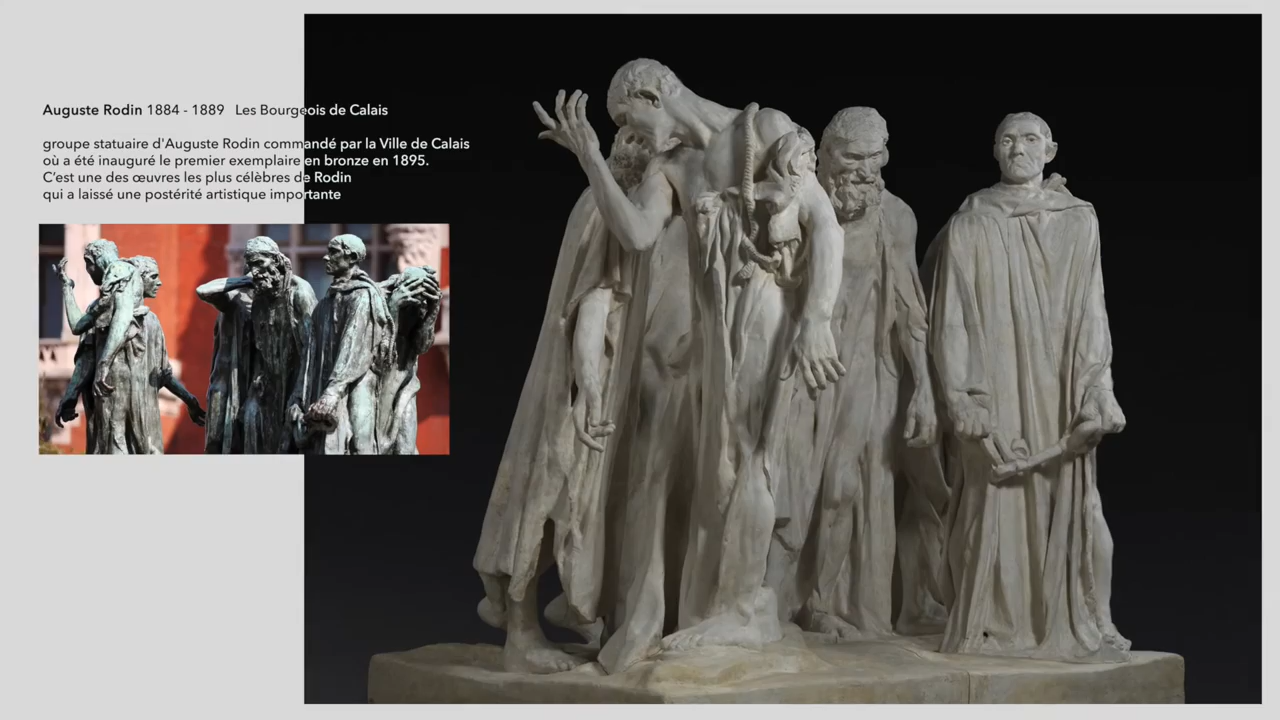 Auguste Rodin 1884 - 1889 Les Bourgeois de Calais
groupe statuaire d'Auguste Rodin commandé par la Ville de Calais
où a été inauguré le premier exemplaire en bronze en 1895.
C'est une des œuvres les plus célèbres de Rodin
qui a laissé une postérité artistique importante